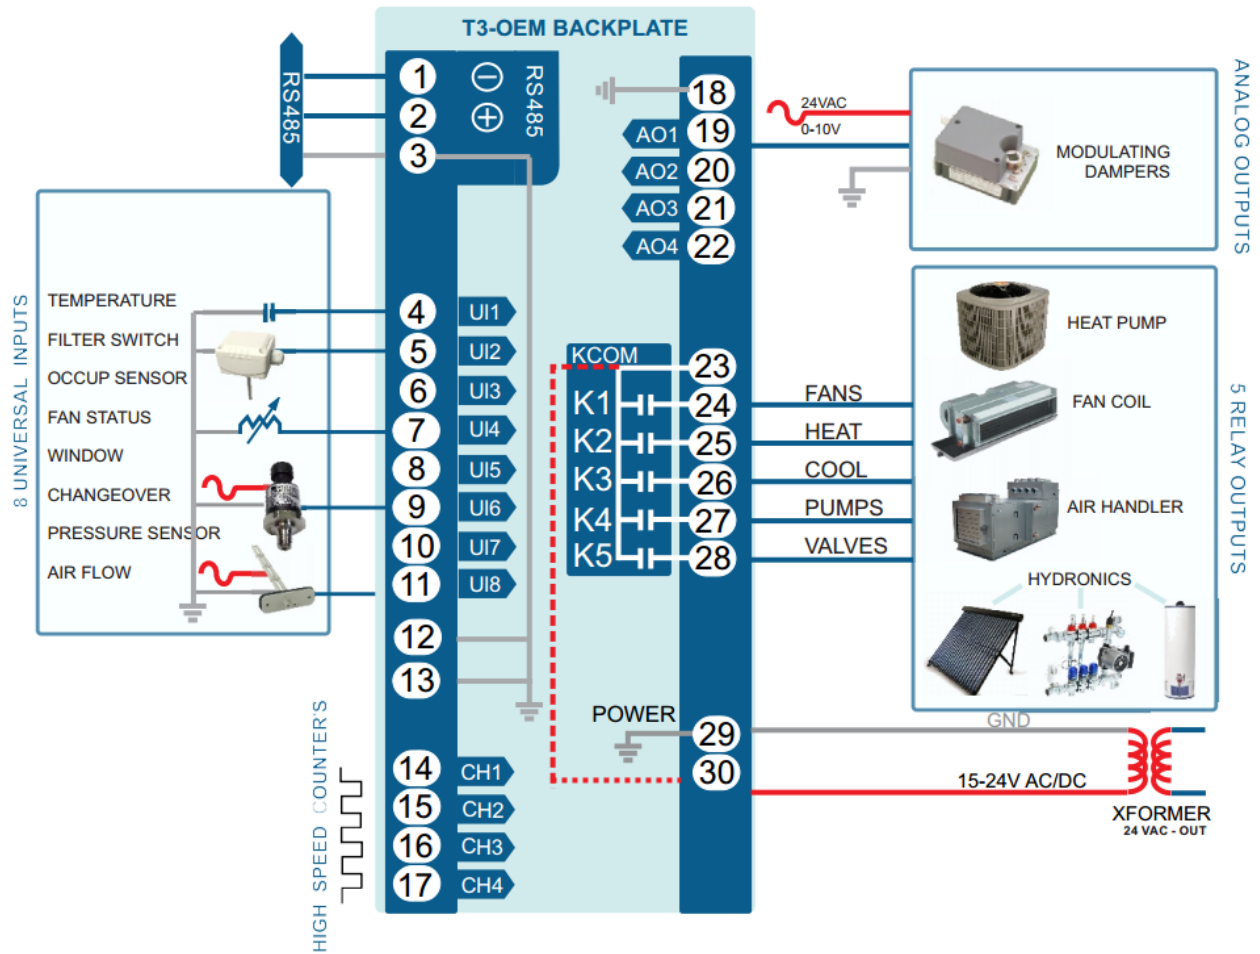 T3-OEM BACKPLATE
RS485
1
2
3
RS485
18
AO1 19
AO2 20
AO3 21
AO4 22
24VAC
0-10V
MODULATING
DAMPERS
ANALOG OUTPUTS
8 UNIVERSAL INPUTS
TEMPERATURE
FILTER SWITCH
OCCUP SENSOR
FAN STATUS
WINDOW
CHANGEOVER
PRESSURE SENSOR
AIR FLOW
4 UI1
5 UI2
6 UI3
7 UI4
8 UI5
9 UI6
10 UI7
11 UI8
12
13
KCOM 23
K1 24 FANS
K2 25 HEAT
K3 26 COOL
K4 27 PUMPS
K5 28 VALVES
HEAT PUMP
FAN COIL
AIR HANDLER
HYDRONICS
5 RELAY OUTPUTS
HIGH SPEED COUNTER'S
14 CH1
15 CH2
16 CH3
17 CH4
POWER 29
30
GND
15-24V AC/DC
XFORMER
24 VAC - OUT